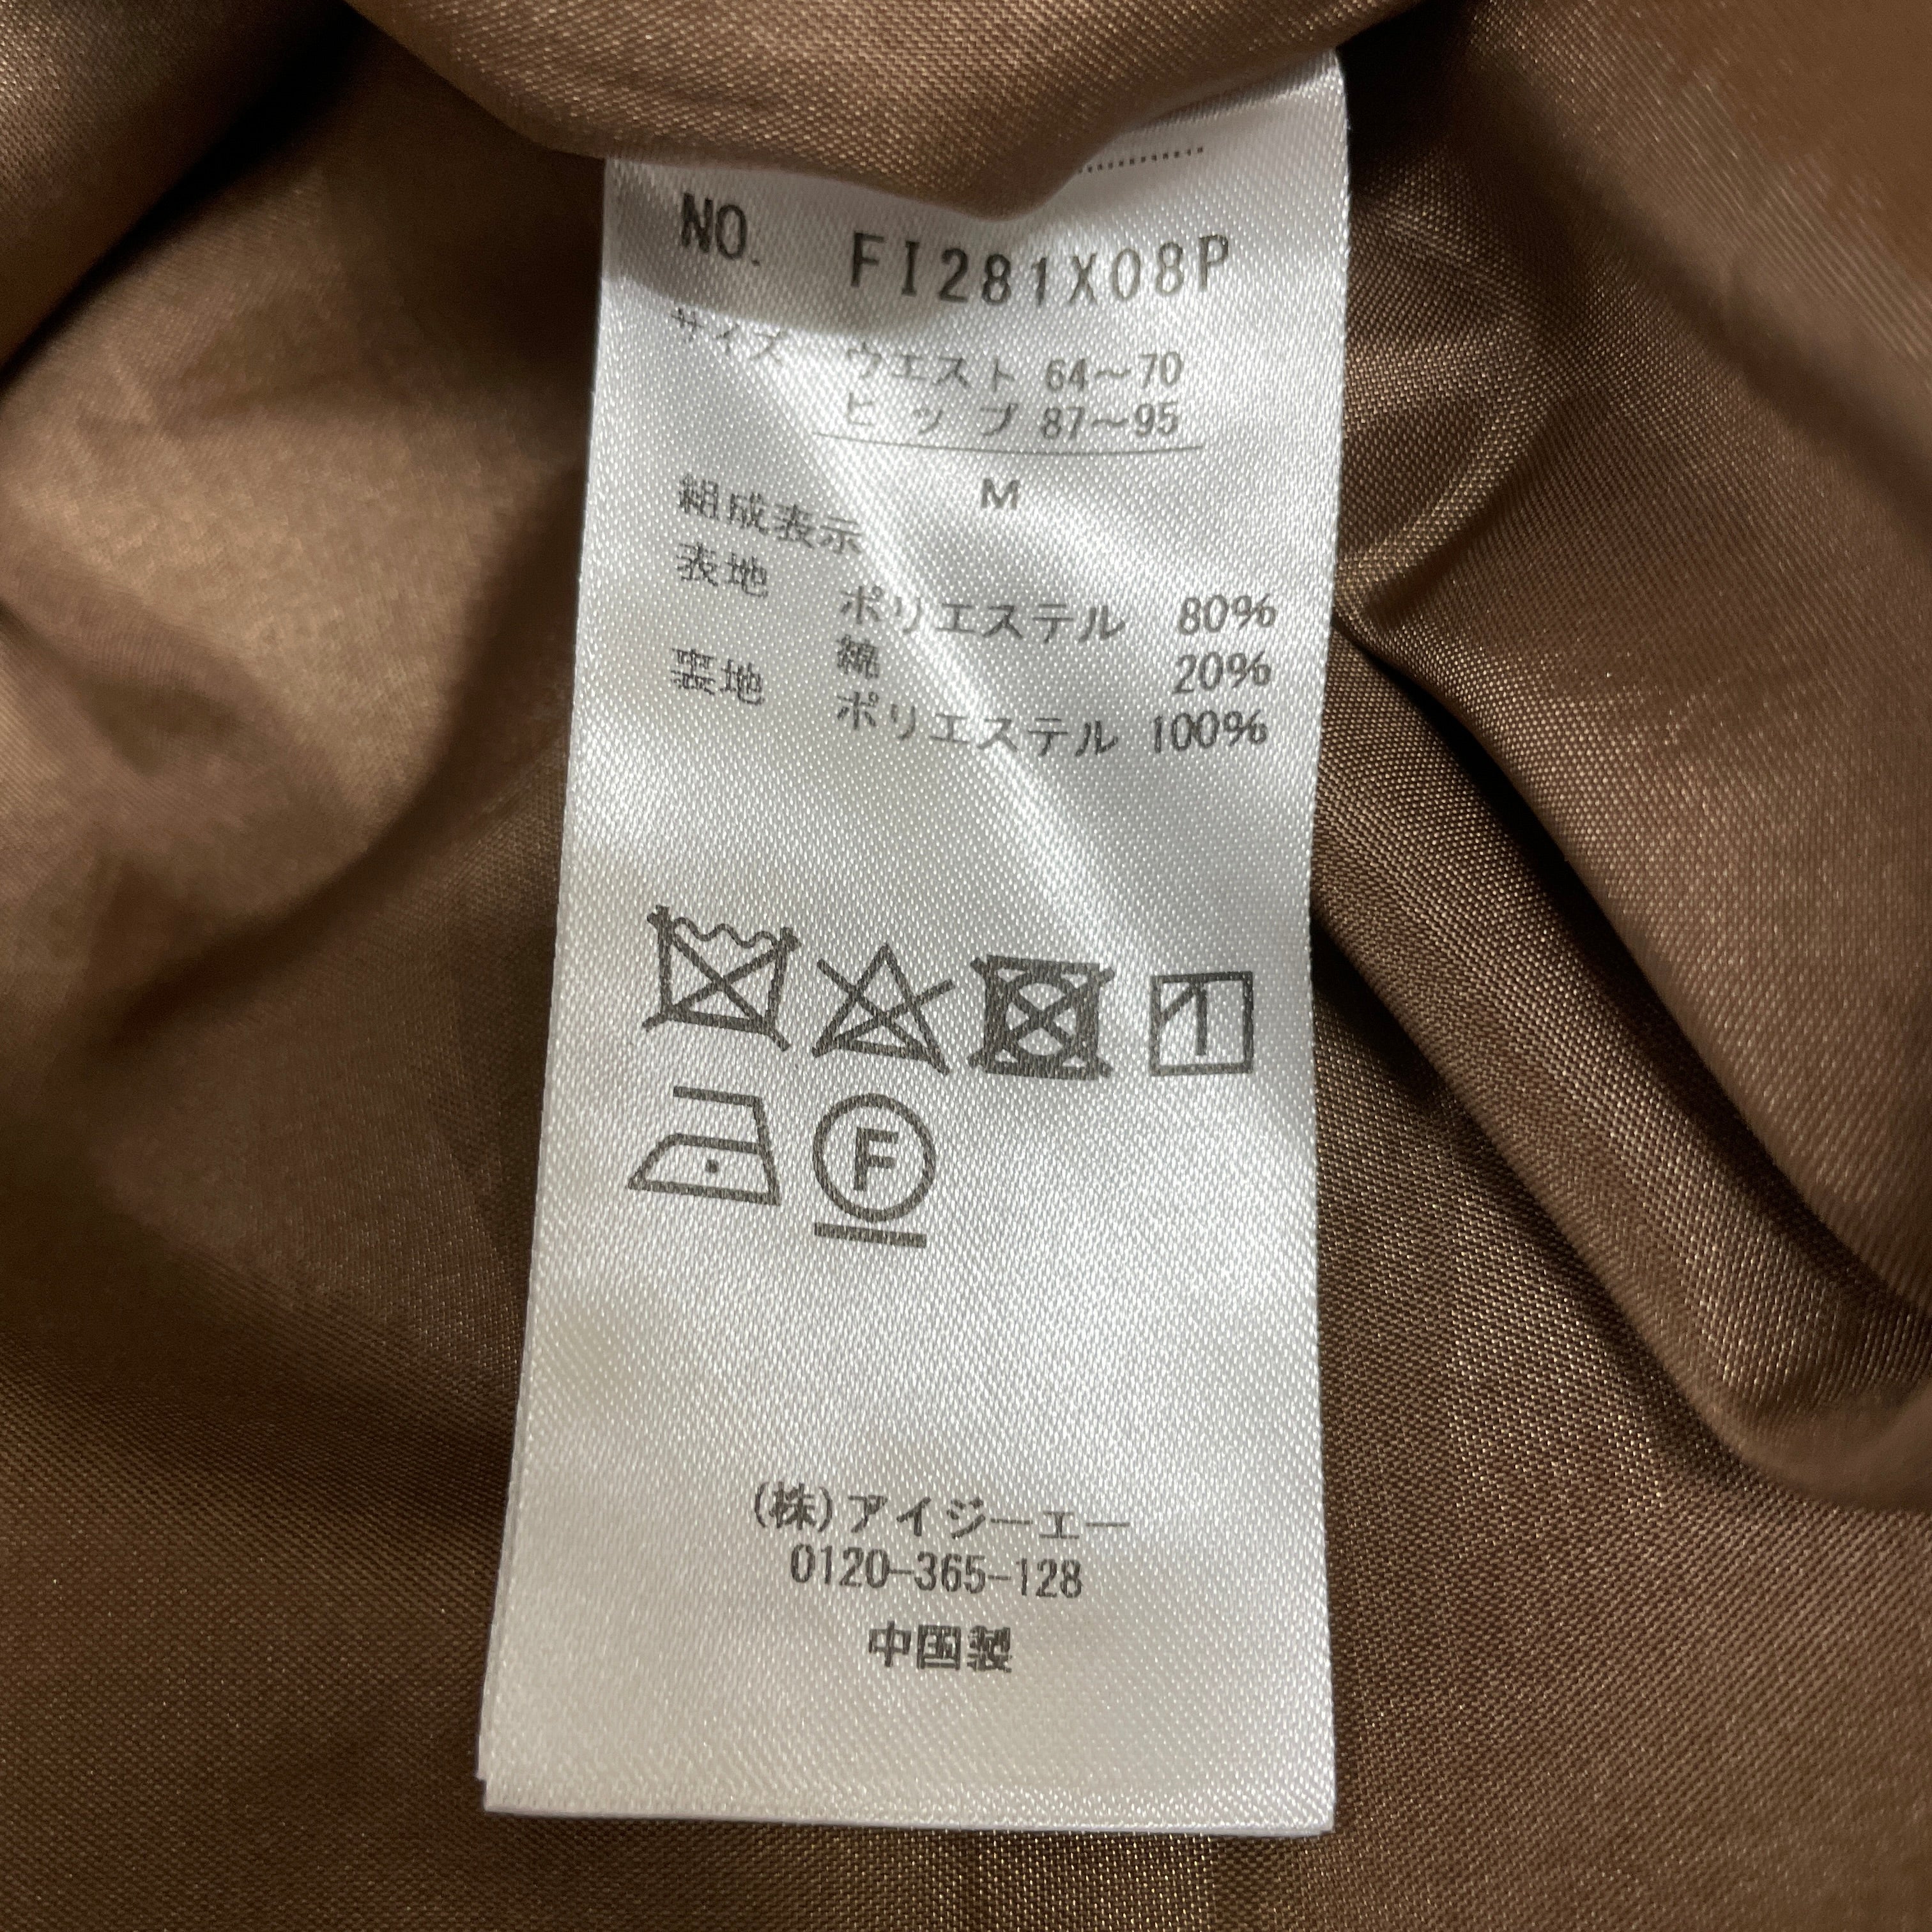 NO. FI281X08P
サイズ ウエスト 64〜70
ヒップ 87〜95
M
組成表示
表地 ポリエステル 80%
綿 20%
裏地 ポリエステル 100%
F
(株)アイジーエー
0120-365-128
中国製